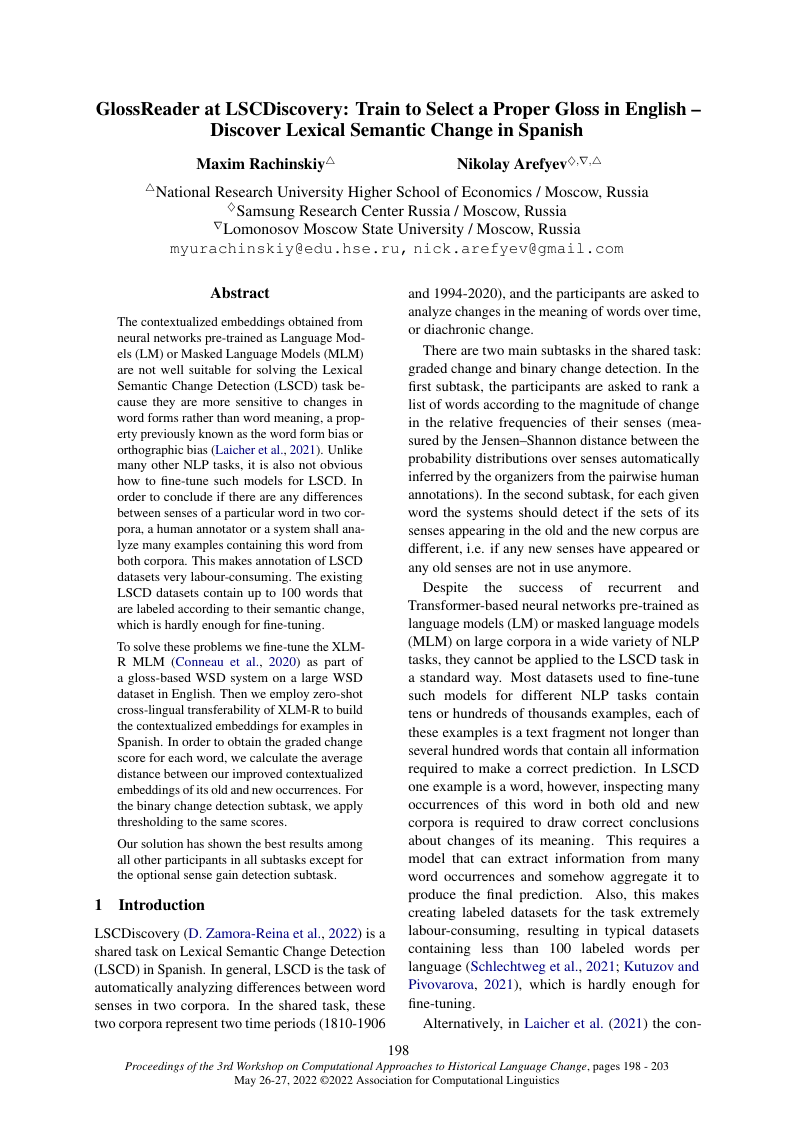 GlossReader at LSCDiscovery: Train to Select a Proper Gloss in English –
Discover Lexical Semantic Change in Spanish
Maxim Rachinskiy△ Nikolay Arefyev♢,▽,△
△National Research University Higher School of Economics / Moscow, Russia
♢Samsung Research Center Russia / Moscow, Russia
▽Lomonosov Moscow State University / Moscow, Russia
myurachinskiy@edu.hse.ru, nick.arefyev@gmail.com
Abstract
The contextualized embeddings obtained from
neural networks pre-trained as Language Mod-
els (LM) or Masked Language Models (MLM)
are not well suitable for solving the Lexical
Semantic Change Detection (LSCD) task be-
cause they are more sensitive to changes in
word forms rather than word meaning, a prop-
erty previously known as the word form bias or
orthographic bias (Laicher et al., 2021). Unlike
many other NLP tasks, it is also not obvious
how to fine-tune such models for LSCD. In
order to conclude if there are any differences
between senses of a particular word in two cor-
pora, a human annotator or a system shall ana-
lyze many examples containing this word from
both corpora. This makes annotation of LSCD
datasets very labour-consuming. The existing
LSCD datasets contain up to 100 words that
are labeled according to their semantic change,
which is hardly enough for fine-tuning.
To solve these problems we fine-tune the XLM-
R MLM (Conneau et al., 2020) as part of
a gloss-based WSD system on a large WSD
dataset in English. Then we employ zero-shot
cross-lingual transferability of XLM-R to build
the contextualized embeddings for examples in
Spanish. In order to obtain the graded change
score for each word, we calculate the average
distance between our improved contextualized
embeddings of its old and new occurrences. For
the binary change detection subtask, we apply
thresholding to the same scores.
Our solution has shown the best results among
all other participants in all subtasks except for
the optional sense gain detection subtask.
1 Introduction
LSCDiscovery (D. Zamora-Reina et al., 2022) is a
shared task on Lexical Semantic Change Detection
(LSCD) in Spanish. In general, LSCD is the task of
automatically analyzing differences between word
senses in two corpora. In the shared task, these
two corpora represent two time periods (1810-1906
and 1994-2020), and the participants are asked to
analyze changes in the meaning of words over time,
or diachronic change.
There are two main subtasks in the shared task:
graded change and binary change detection. In the
first subtask, the participants are asked to rank a
list of words according to the magnitude of change
in the relative frequencies of their senses (mea-
sured by the Jensen–Shannon distance between the
probability distributions over senses automatically
inferred by the organizers from the pairwise human
annotations). In the second subtask, for each given
word the systems should detect if the sets of its
senses appearing in the old and the new corpus are
different, i.e. if any new senses have appeared or
any old senses are not in use anymore.
Despite the success of recurrent and
Transformer-based neural networks pre-trained as
language models (LM) or masked language models
(MLM) on large corpora in a wide variety of NLP
tasks, they cannot be applied to the LSCD task in
a standard way. Most datasets used to fine-tune
such models for different NLP tasks contain
tens or hundreds of thousands examples, each of
these examples is a text fragment not longer than
several hundred words that contain all information
required to make a correct prediction. In LSCD
one example is a word, however, inspecting many
occurrences of this word in both old and new
corpora is required to draw correct conclusions
about changes of its meaning. This requires a
model that can extract information from many
word occurrences and somehow aggregate it to
produce the final prediction. Also, this makes
creating labeled datasets for the task extremely
labour-consuming, resulting in typical datasets
containing less than 100 labeled words per
language (Schlechtweg et al., 2021; Kutuzov and
Pivovarova, 2021), which is hardly enough for
fine-tuning.
Alternatively, in Laicher et al. (2021) the con-
198
Proceedings of the 3rd Workshop on Computational Approaches to Historical Language Change, pages 198 - 203
May 26-27, 2022 ©2022 Association for Computational Linguistics